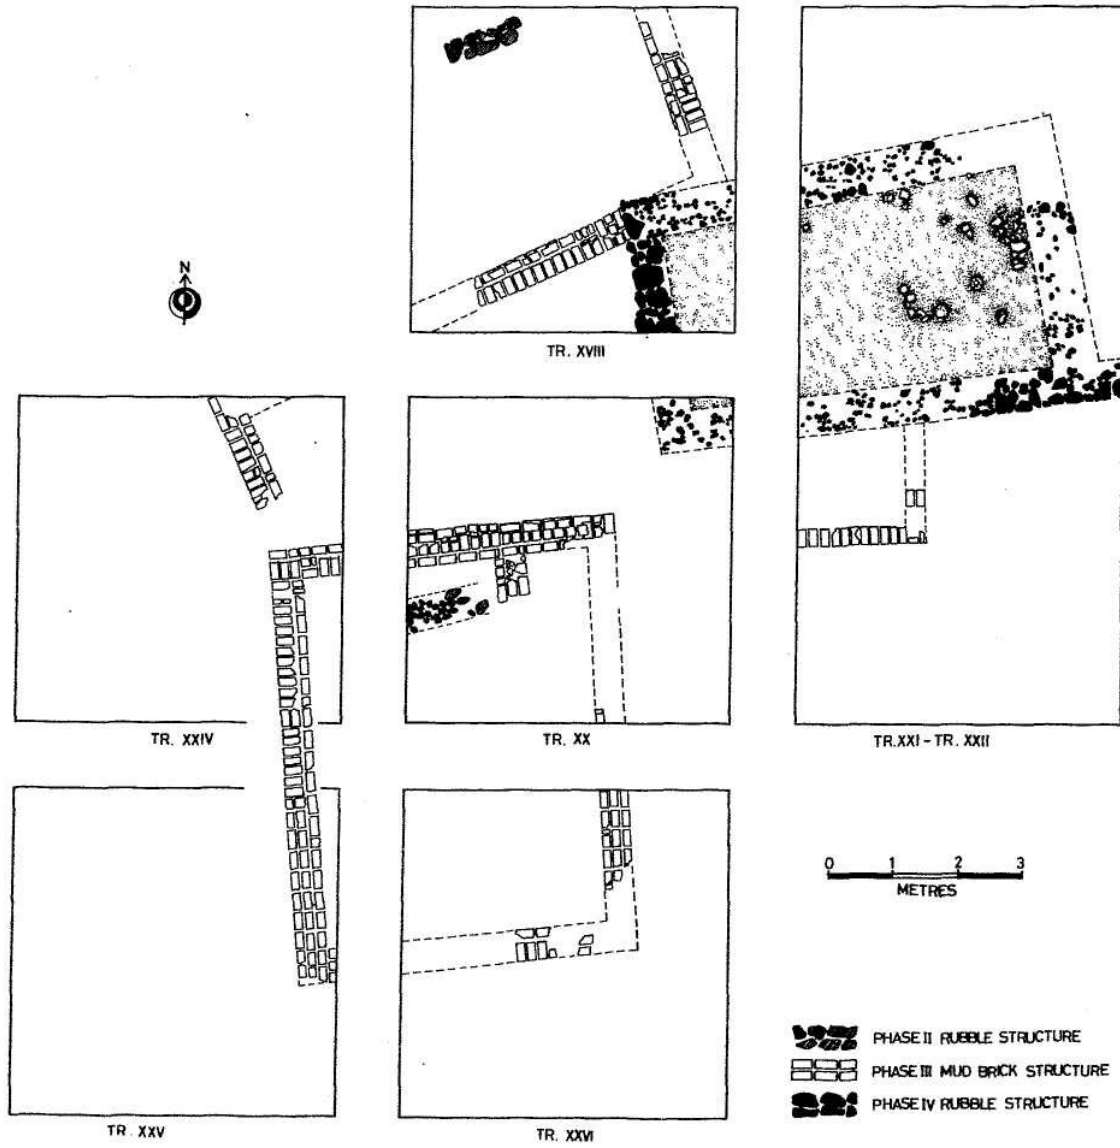 N
TR. XVIII
TR. XXIV
TR. XX
TR.XXI - TR. XXII
0 1 2 3
METRES
PHASE II RUBBLE STRUCTURE
PHASE III MUD BRICK STRUCTURE
PHASE IV RUBBLE STRUCTURE
TR. XXV
TR. XXVI